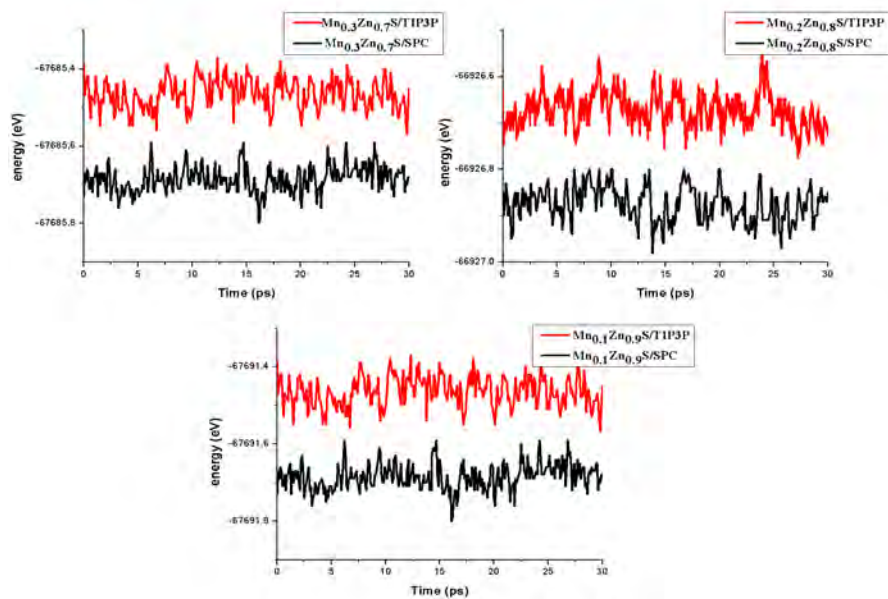 Mn0.3Zn0.7S/TIP3P
Mn0.3Zn0.7S/SPC
-67685.4
-67685.6
-67685.8
energy (eV)
0 5 10 15 20 25 30
Time (ps)
Mn0.2Zn0.8S/TIP3P
Mn0.2Zn0.8S/SPC
-66926.6
-66926.8
-66927.0
energy (eV)
0 5 10 15 20 25 30
Time (ps)
Mn0.1Zn0.9S/TIP3P
Mn0.1Zn0.9S/SPC
-67691.4
-67691.6
-67691.8
energy (eV)
0 5 10 15 20 25 30
Time (ps)